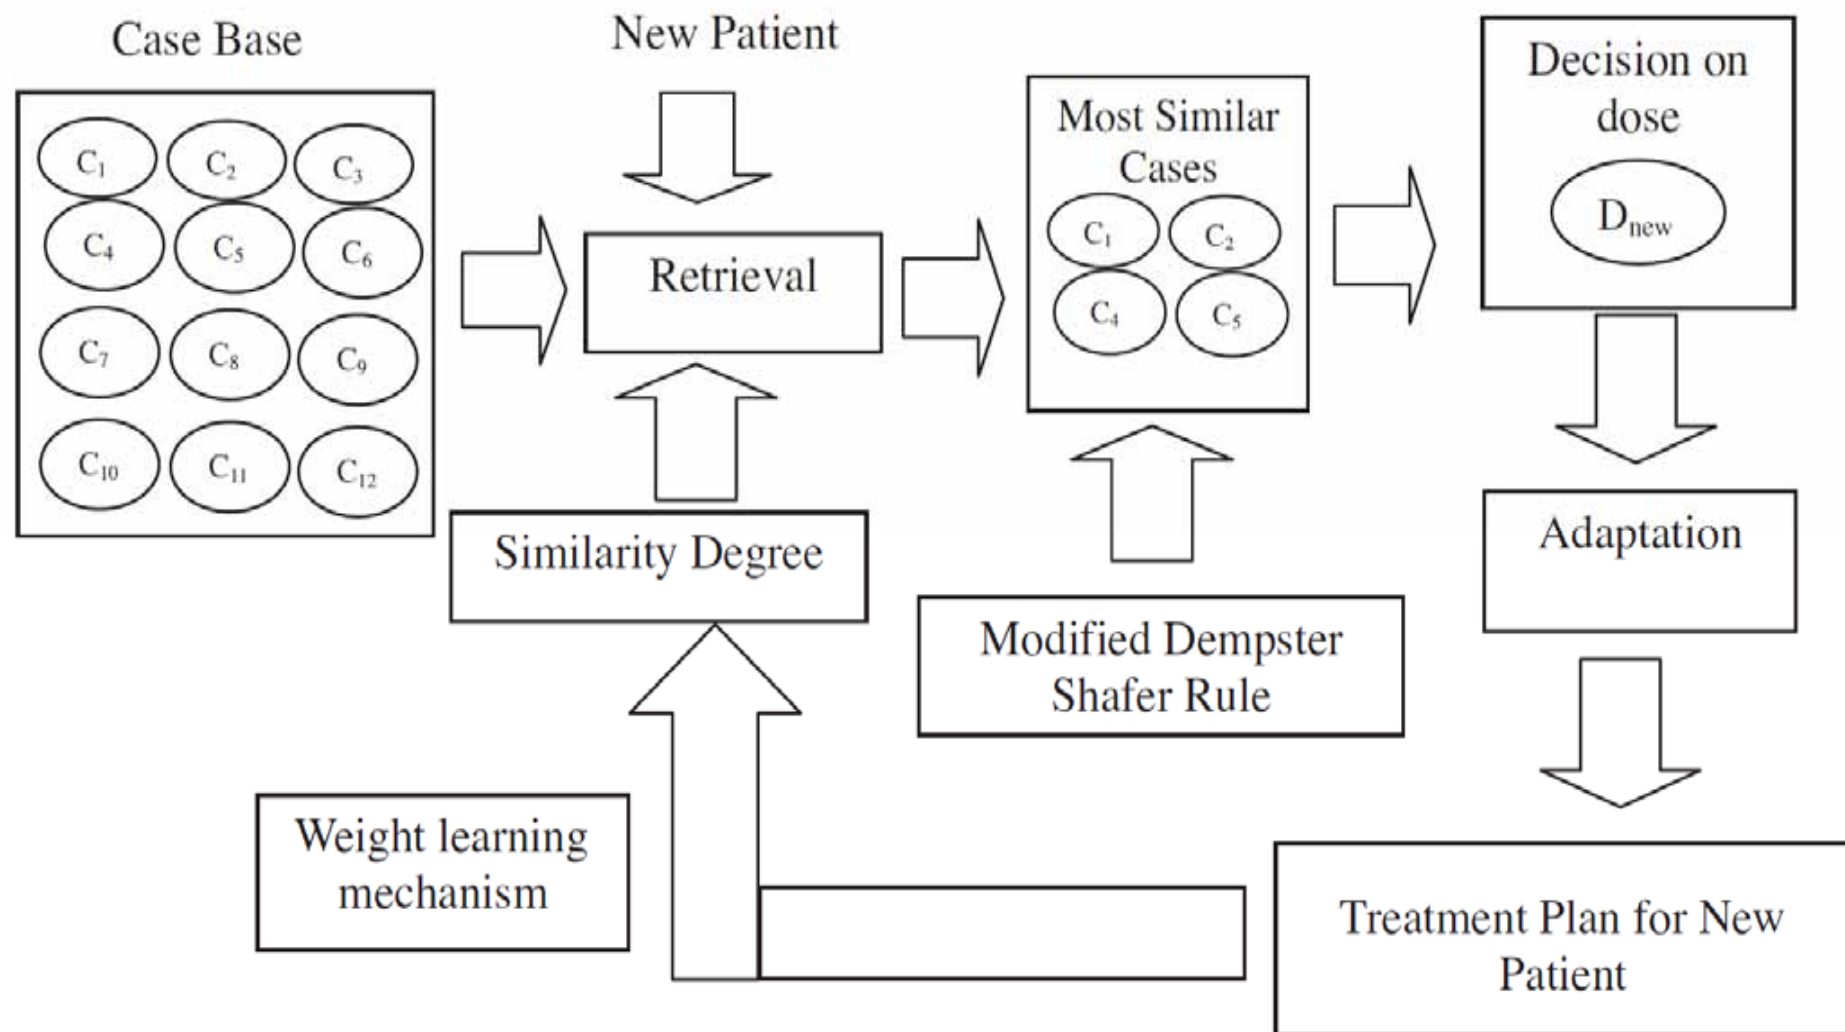 Case Base
New Patient
C₁ C₂ C₃
C₄ C₅ C₆
C₇ C₈ C₉
C₁₀ C₁₁ C₁₂
Retrieval
Similarity Degree
Most Similar
Cases
C₁ C₂
C₄ C₅
Modified Dempster
Shafer Rule
Decision on
dose
Dₙₑw
Adaptation
Weight learning
mechanism
Treatment Plan for New
Patient